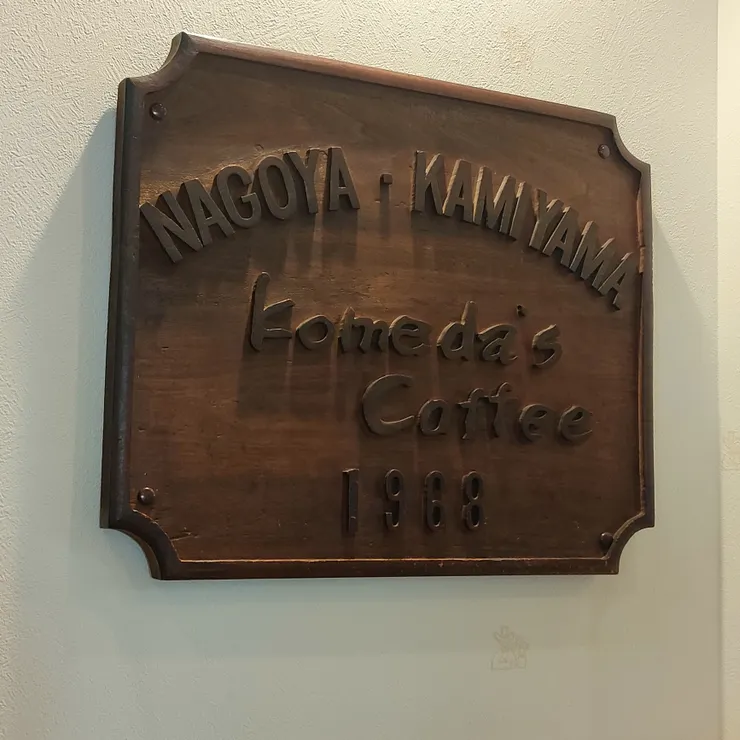 NAGOYA · KAMIYAMA
Komeda's
Coffee
1968